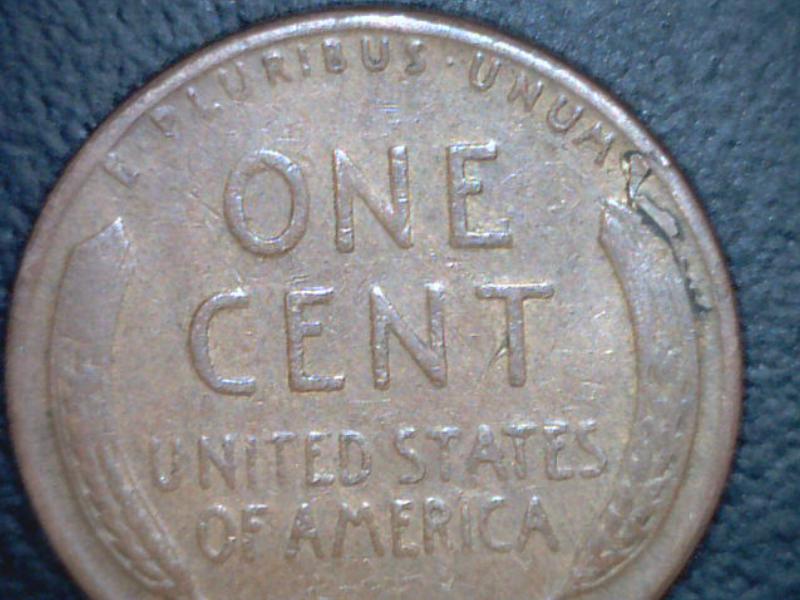 E PLURIBUS · UNUM
ONE
CENT
UNITED STATES
OF AMERICA